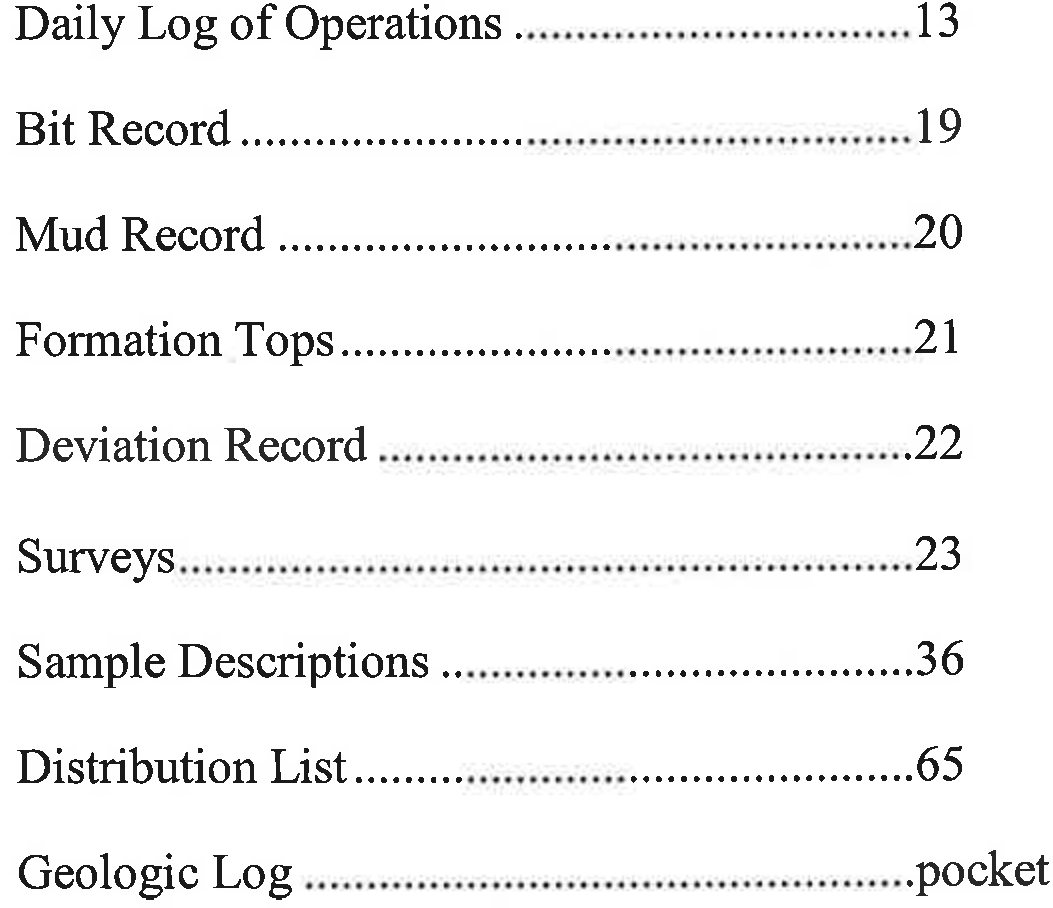 Daily Log of Operations ................................13
Bit Record ......................................................19
Mud Record ..................................................20
Formation Tops.............................................21
Deviation Record ..........................................22
Surveys...........................................................23
Sample Descriptions .....................................36
Distribution List............................................65
Geologic Log ................................................pocket